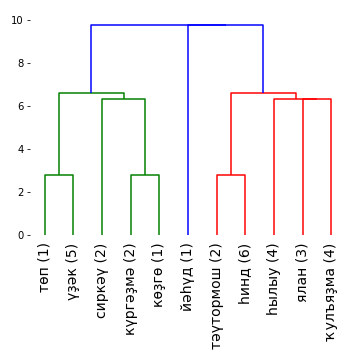 10
8
6
4
2
0
төп (1)
үҙәк (5)
сиркәү (2)
күргәҙмә (2)
көҙгө (1)
йәһүд (1)
тәүтормош (2)
һинд (6)
һылыу (4)
ялан (3)
ҡулъяҙма (4)